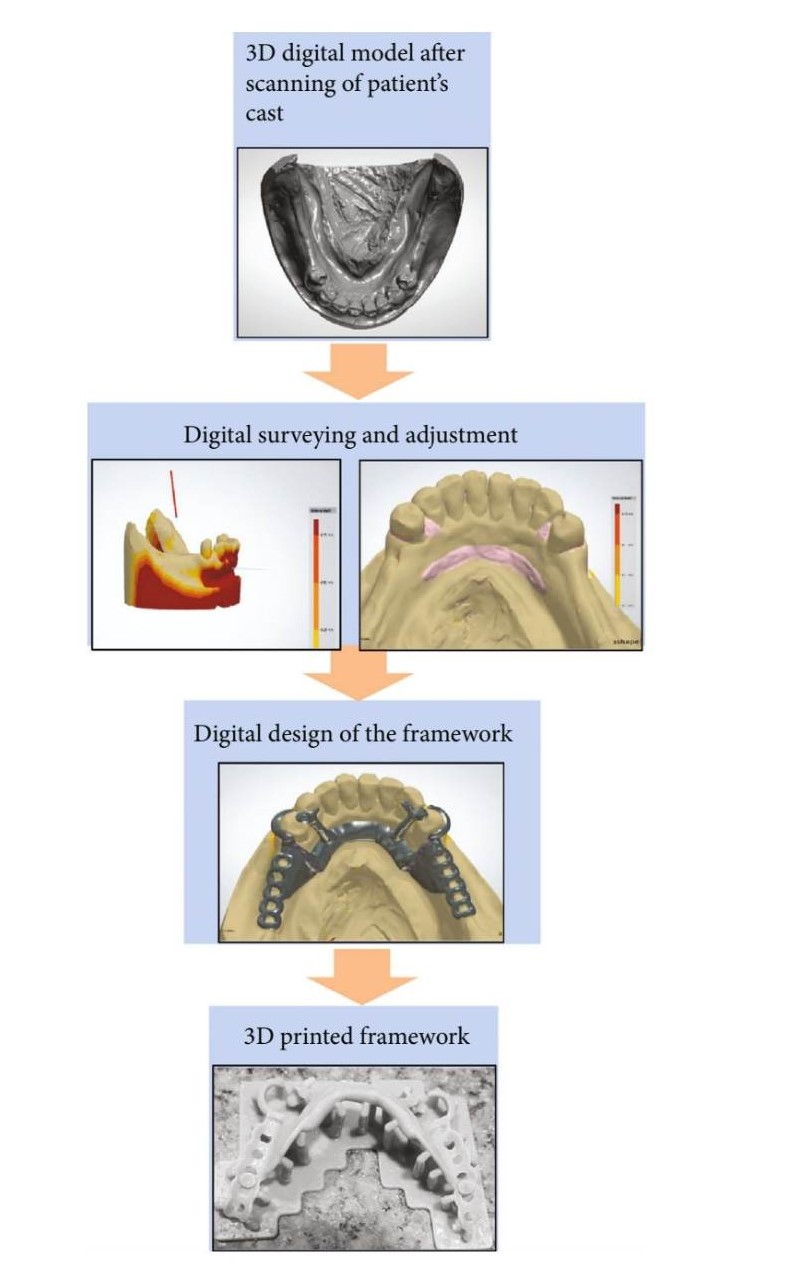 3D digital model after
scanning of patient’s
cast
Digital surveying and adjustment
3shape
Digital design of the framework
3D printed framework